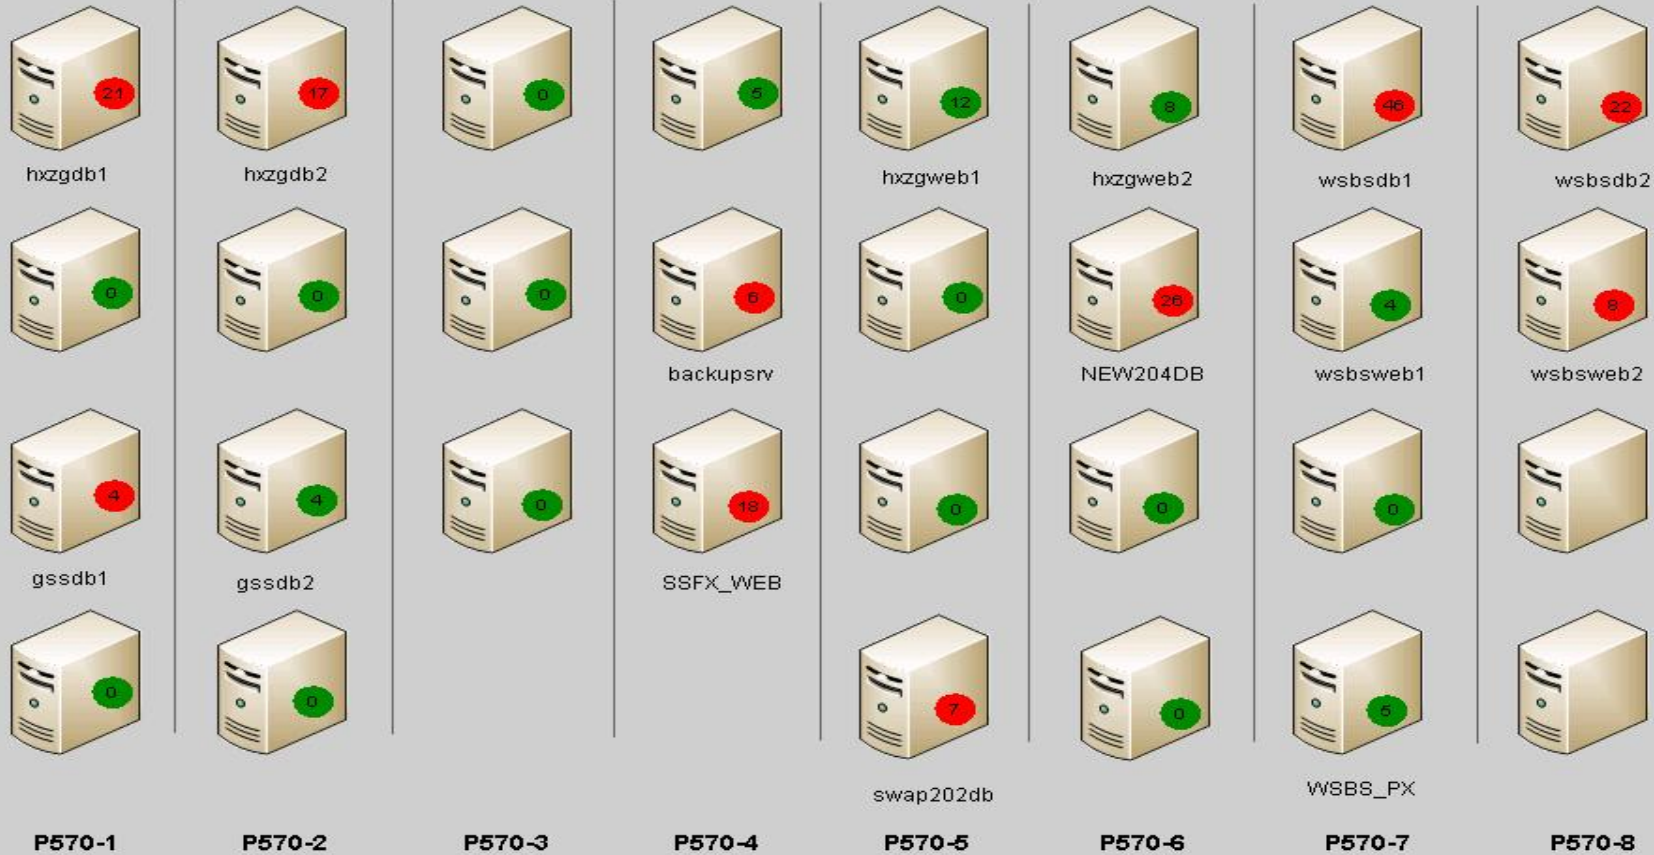 21 17 0 5 12 8 46 22
hxzgdb1 hxzgdb2 hxzgweb1 hxzgweb2 wsbsdb1 wsbsdb2
0 0 0 6 0 26 4 8
backupsrv NEW204DB wsbsweb1 wsbsweb2
4 4 0 18 0 0 0
gssdb1 gssdb2 SSFX_WEB
0 0 7 0 5
swap202db WSBS_PX
P570-1 P570-2 P570-3 P570-4 P570-5 P570-6 P570-7 P570-8